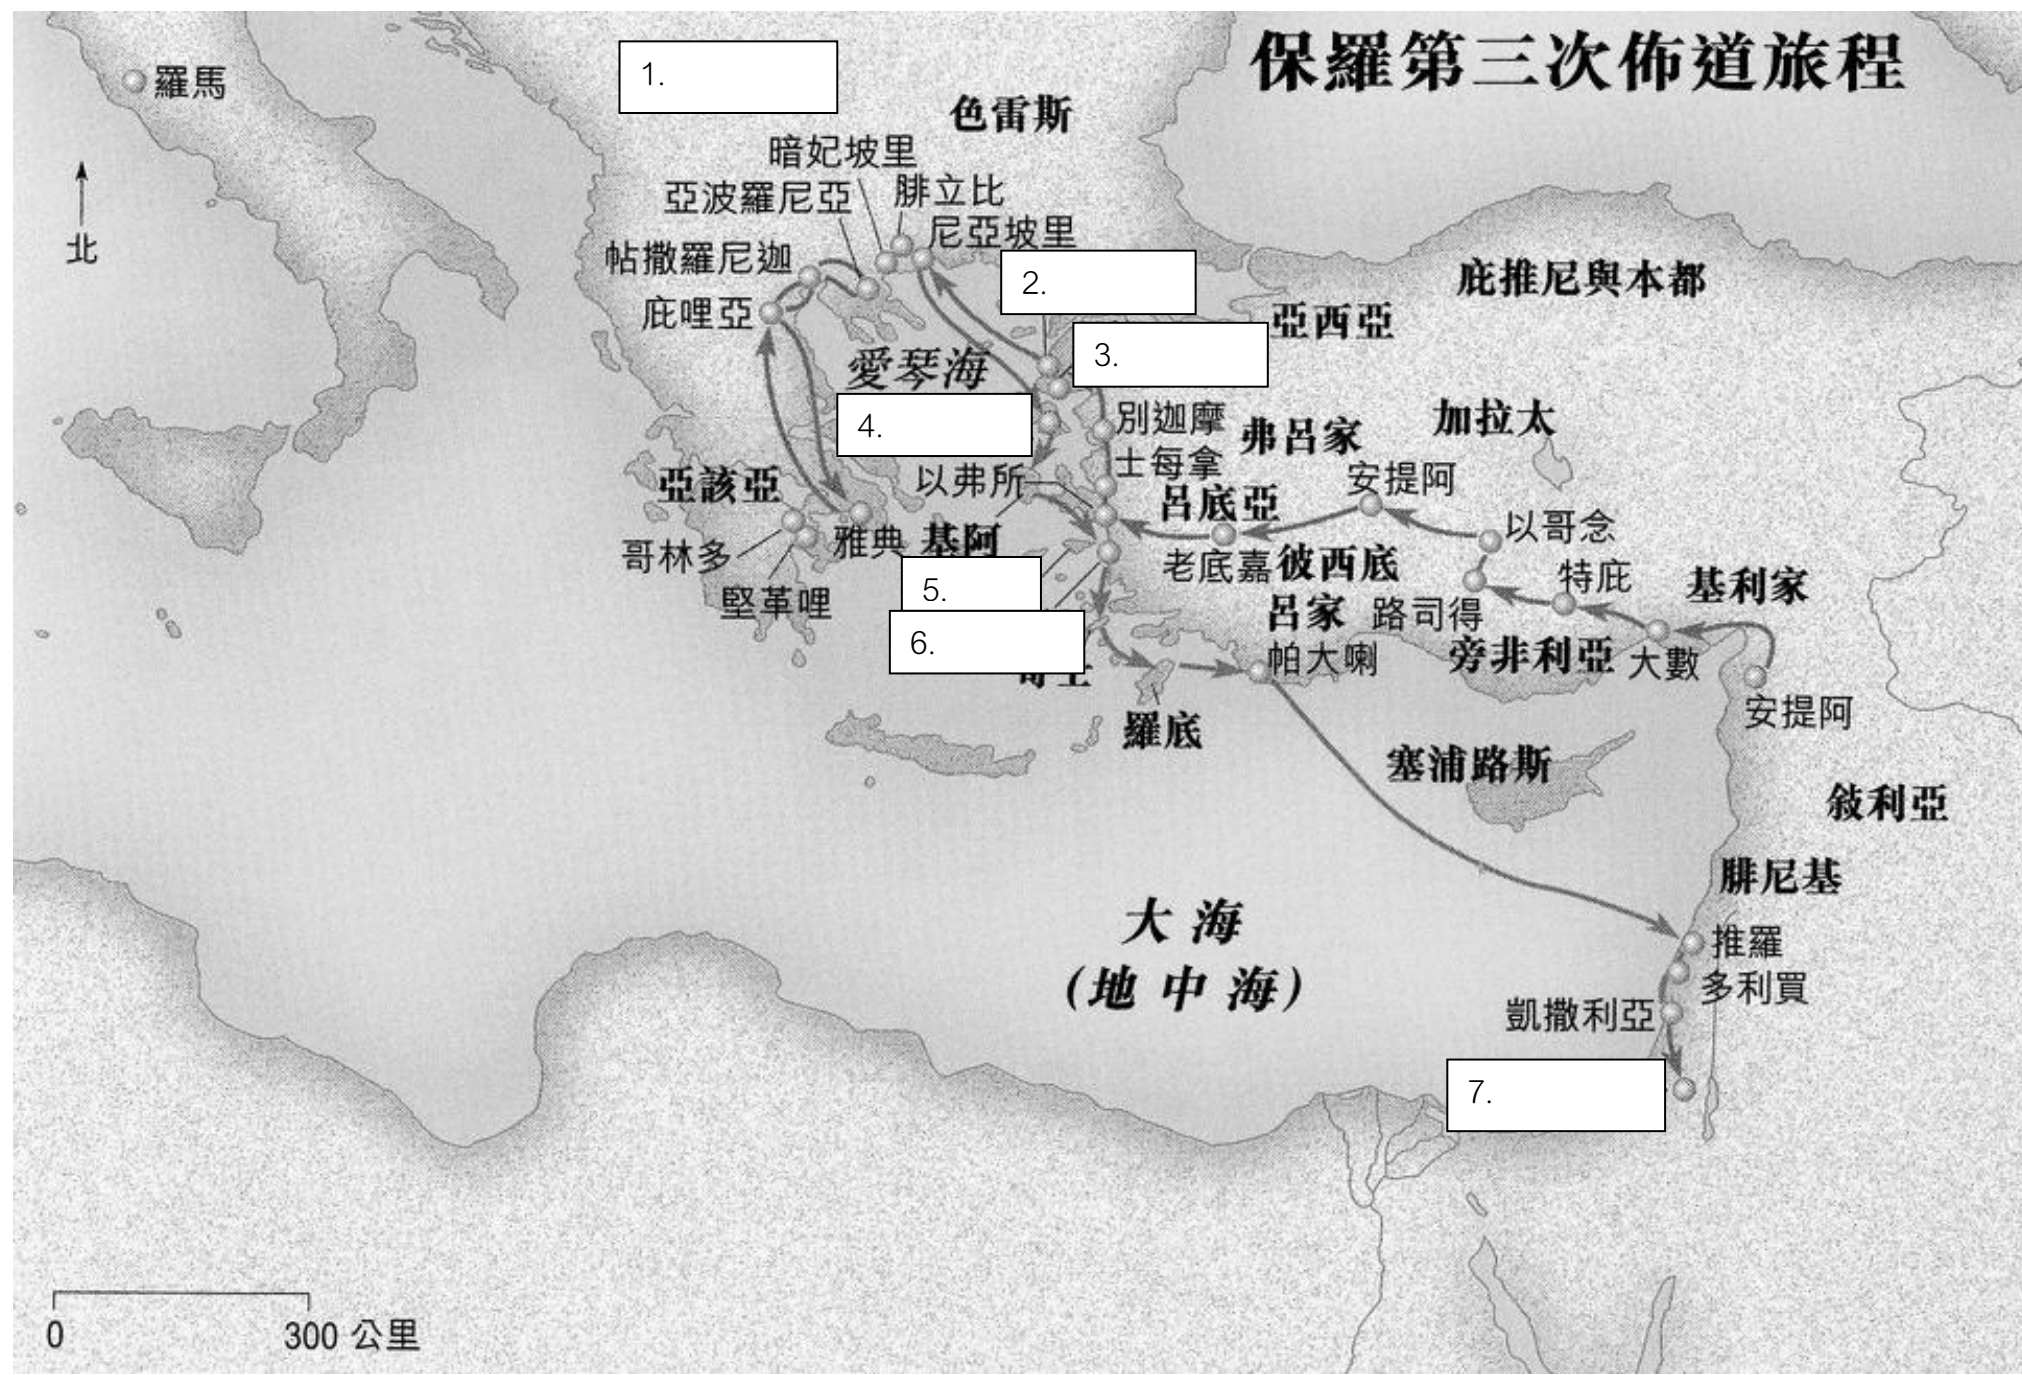 保羅第三次佈道旅程
1.
羅馬
色雷斯
暗妃坡里
亞波羅尼亞
腓立比
北
尼亞坡里
帖撒羅尼迦
2.
庇推尼與本都
庇哩亞
亞西亞
3.
愛琴海
別迦摩
加拉太
4.
弗呂家
士每拿
亞該亞
以弗所
安提阿
呂底亞
以哥念
哥林多
雅典
基阿
老底嘉
彼西底
特庇
基利家
5.
堅革哩
呂家
路司得
6.
帕大喇
旁非利亞
大數
安提阿
羅底
塞浦路斯
敍利亞
腓尼基
大海
(地中海)
推羅
多利買
凱撒利亞
7.
0
300 公里